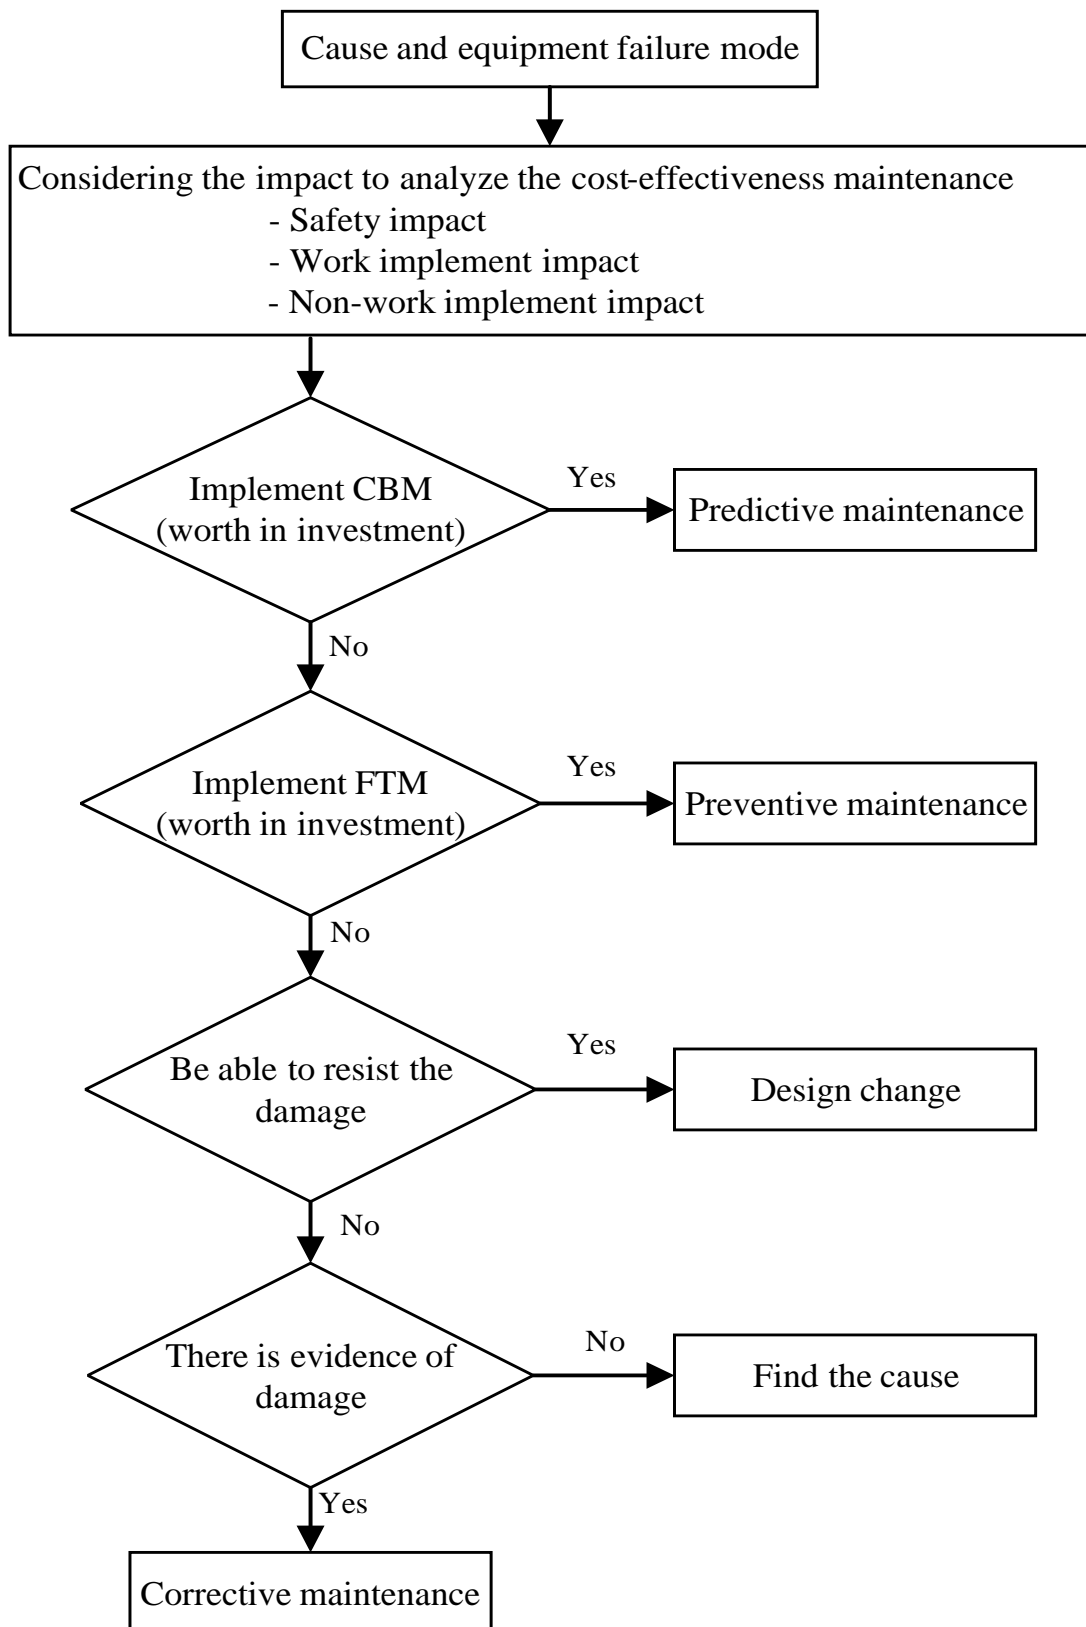 Cause and equipment failure mode
Considering the impact to analyze the cost-effectiveness maintenance
- Safety impact
- Work implement impact
- Non-work implement impact
Implement CBM
(worth in investment)
Yes
Predictive maintenance
No
Implement FTM
(worth in investment)
Yes
Preventive maintenance
No
Be able to resist the
damage
Yes
Design change
No
There is evidence of
damage
No
Find the cause
Yes
Corrective maintenance